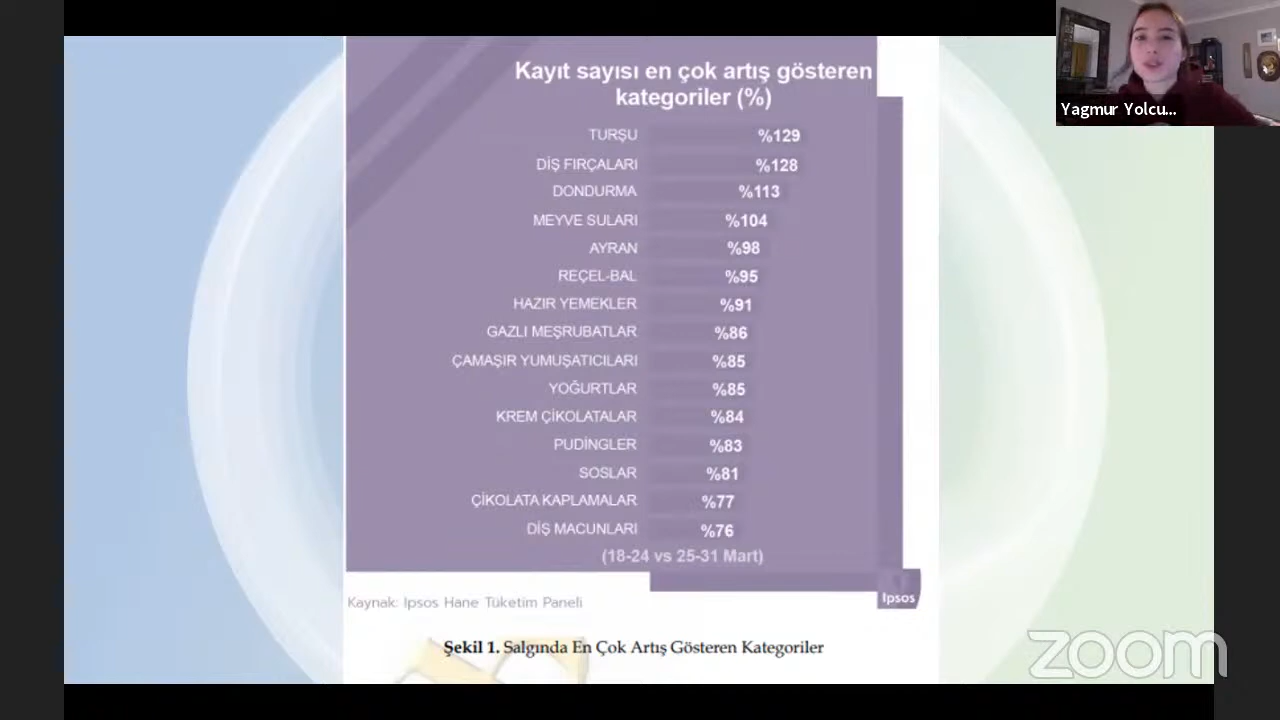 Kayıt sayısı en çok artış gösteren
kategoriler (%)
TURŞU %129
DİŞ FIRÇALARI %128
DONDURMA %113
MEYVE SULARI %104
AYRAN %98
REÇEL-BAL %95
HAZIR YEMEKLER %91
GAZLI MEŞRUBATLAR %86
ÇAMAŞIR YUMUŞATICILARI %85
YOĞURTLAR %85
KREM ÇİKOLATALAR %84
PUDİNGLER %83
SOSLAR %81
ÇİKOLATA KAPLAMALAR %77
DİŞ MACUNLARI %76
(18-24 vs 25-31 Mart)
Ipsos
Kaynak: Ipsos Hane Tüketim Paneli
Şekil 1. Salgında En Çok Artış Gösteren Kategoriler
Yagmur Yolcu...
zoom